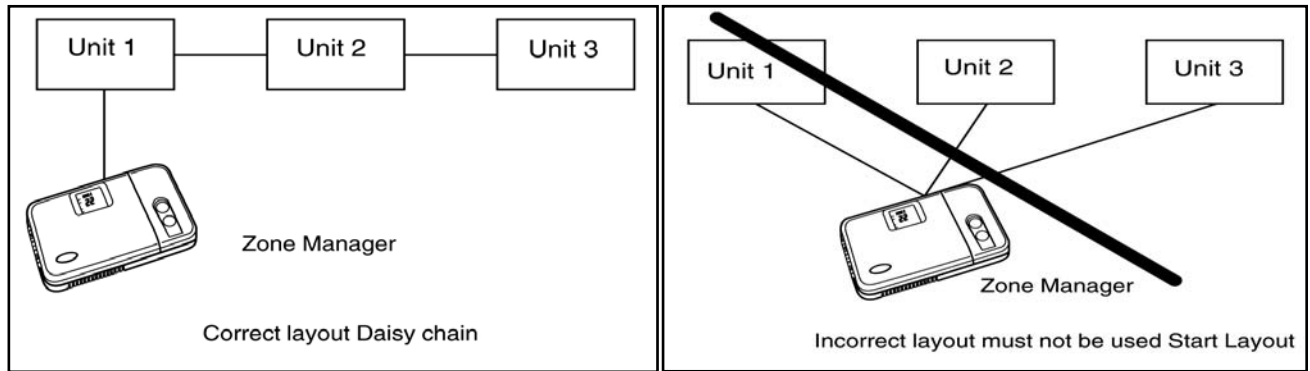 Unit 1
Unit 2
Unit 3
Zone Manager
Correct layout Daisy chain
Unit 1
Unit 2
Unit 3
Zone Manager
Incorrect layout must not be used Start Layout